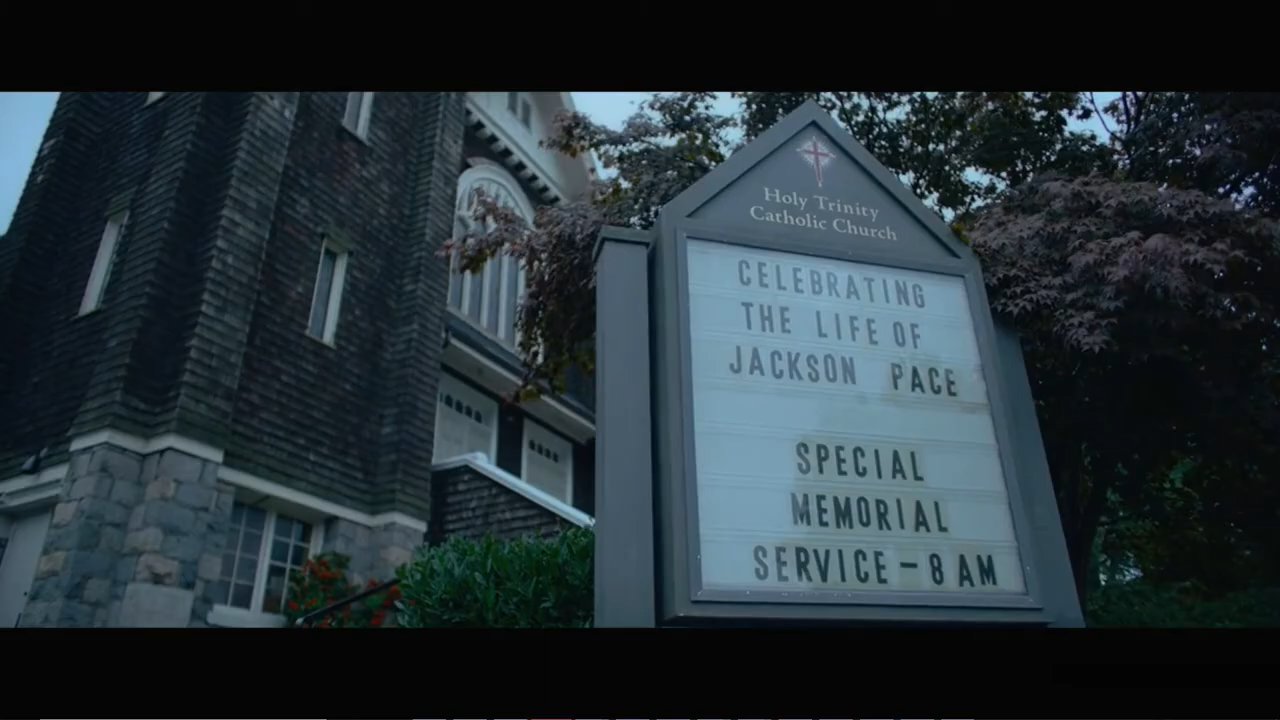 Holy Trinity
Catholic Church
CELEBRATING
THE LIFE OF
JACKSON PACE
SPECIAL
MEMORIAL
SERVICE - 8 AM